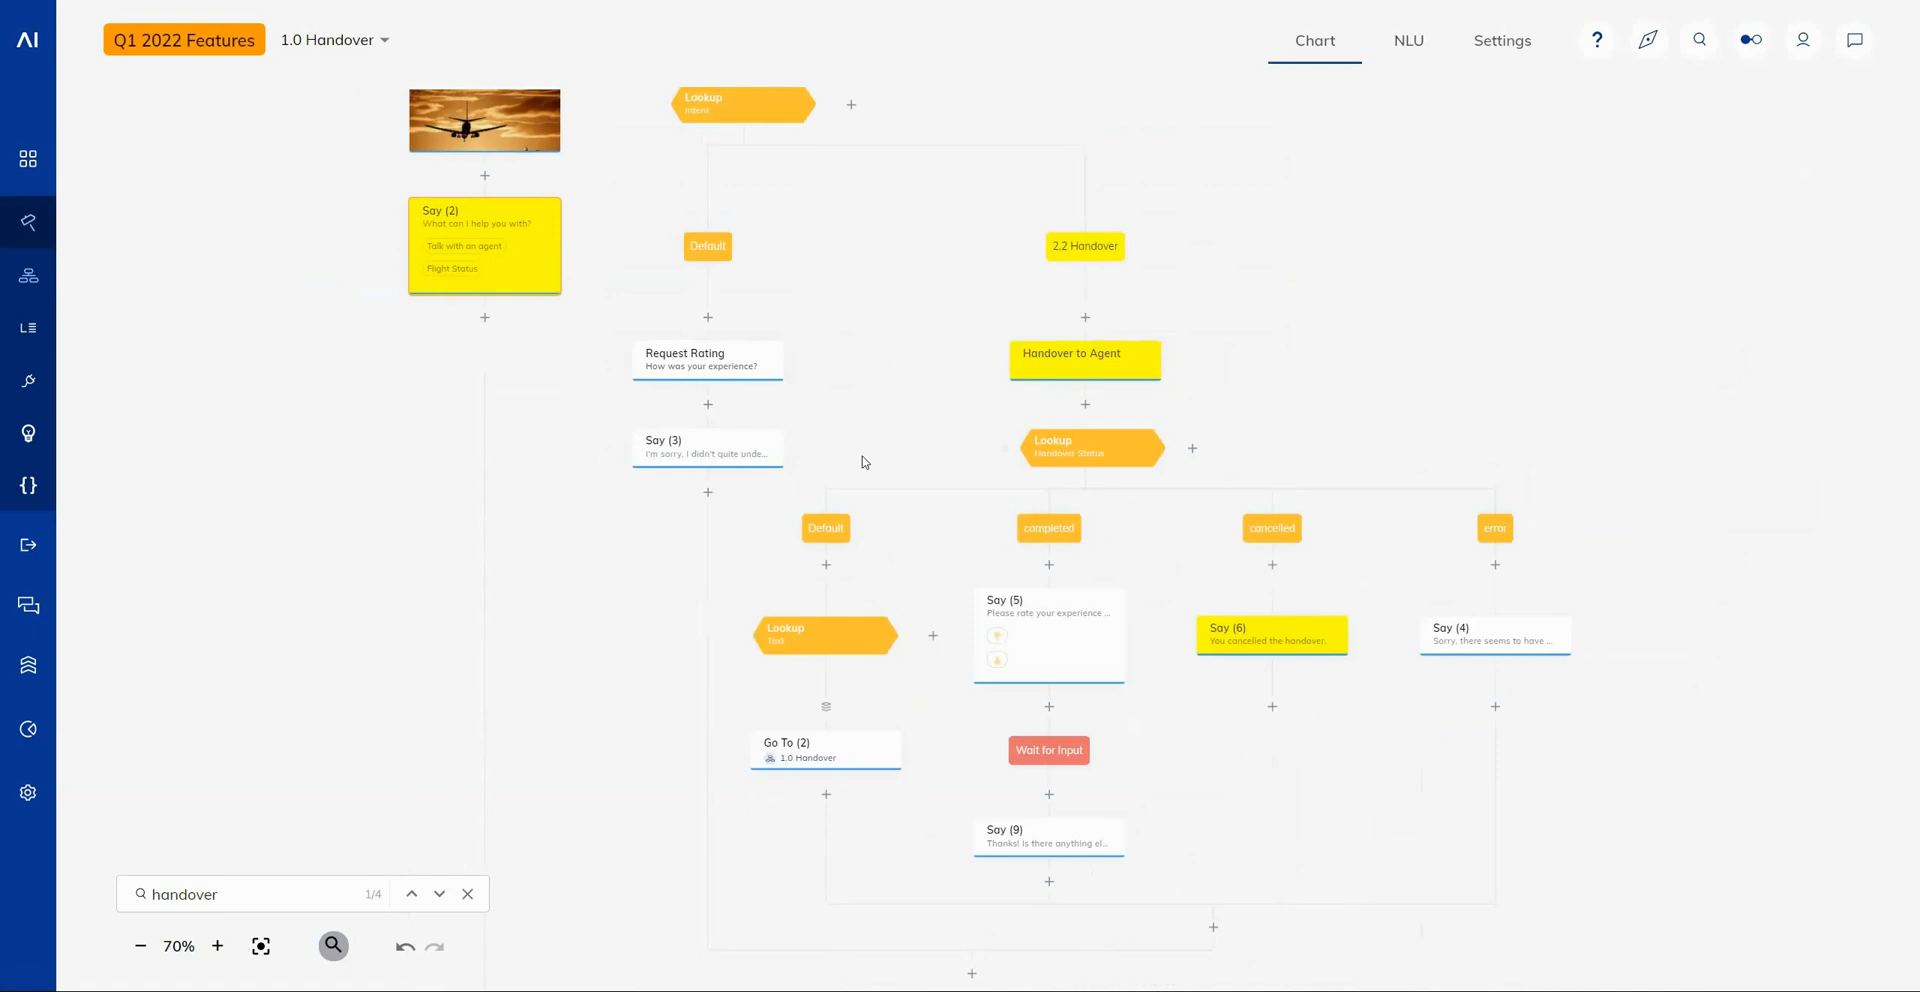 AI
Q1 2022 Features
1.0 Handover
Chart
NLU
Settings
?
Lookup
Intent
Say (2)
What can I help you with?
Talk with an agent
Flight Status
Default
2.2 Handover
Request Rating
How was your experience?
Handover to Agent
Say (3)
I'm sorry, I didn't quite unde...
Lookup
Handover Status
Default
completed
cancelled
error
Lookup
Text
Say (5)
Please rate your experience ...
Say (6)
You cancelled the handover.
Say (4)
Sorry, there seems to have ...
Go To (2)
1.0 Handover
Wait for Input
Say (9)
Thanks! Is there anything el...
handover
1/4
70%